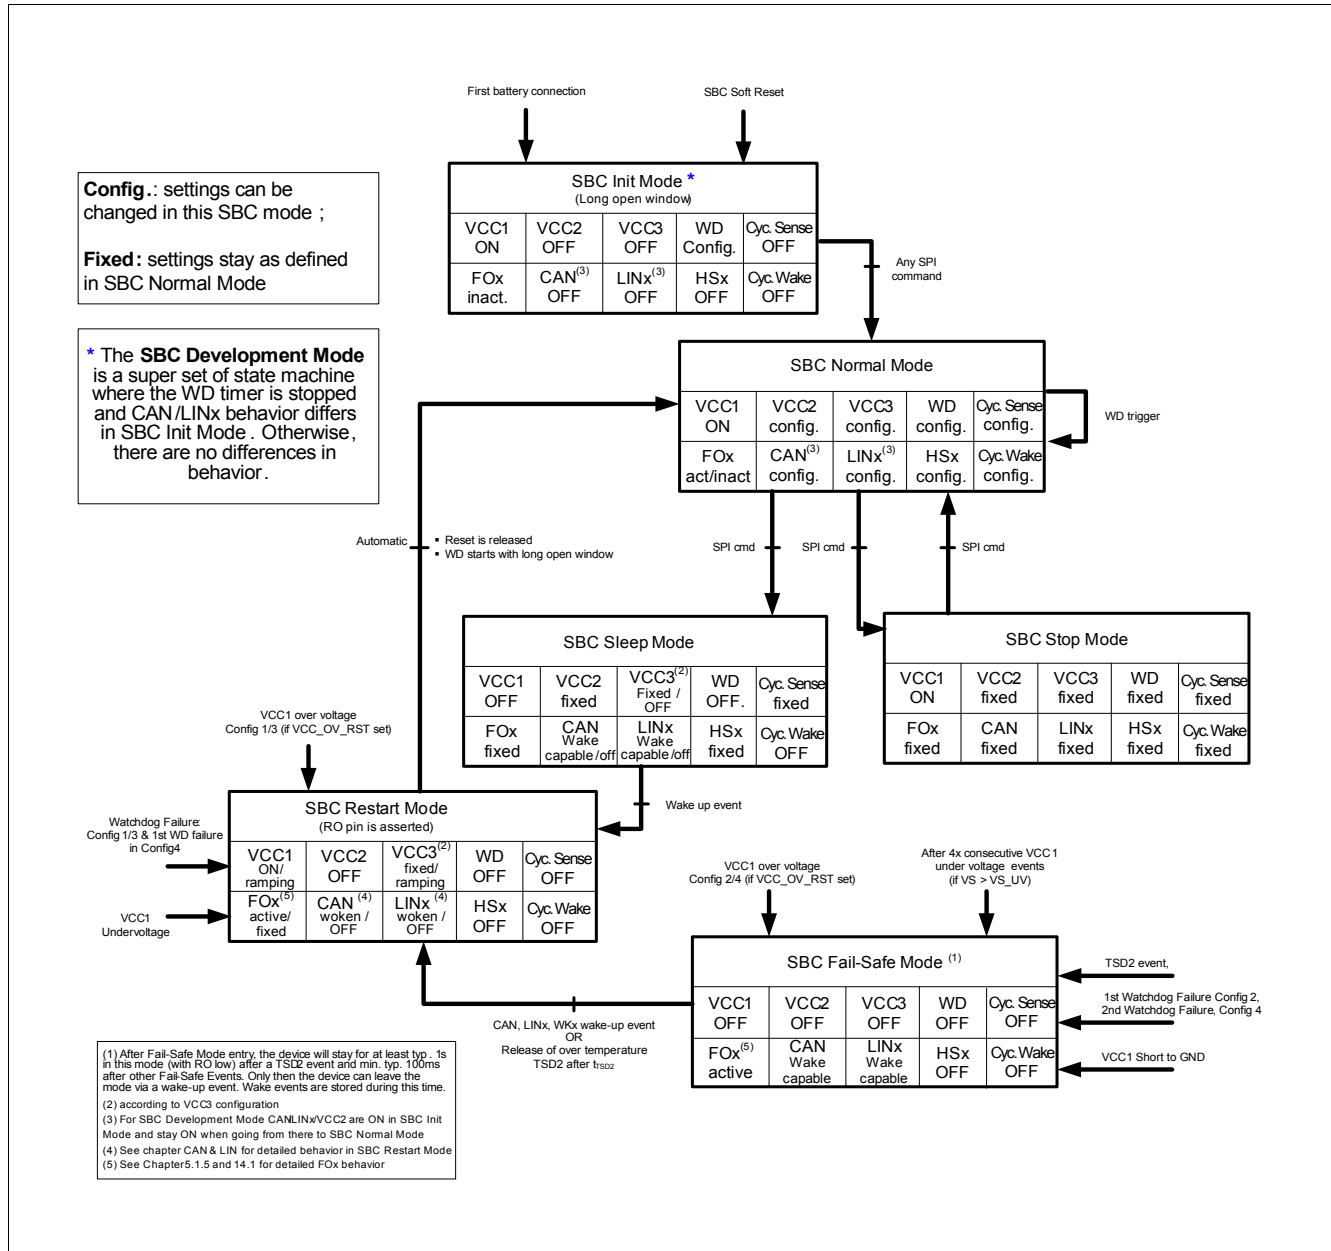 First battery connection
SBC Soft Reset
Config.: settings can be
changed in this SBC mode ;
Fixed: settings stay as defined
in SBC Normal Mode
* The SBC Development Mode
is a super set of state machine
where the WD timer is stopped
and CAN/LINx behavior differs
in SBC Init Mode . Otherwise,
there are no differences in
behavior.
SBC Init Mode *
(Long open window)
VCC1
ON
VCC2
OFF
VCC3
OFF
WD
Config.
Cyc. Sense
OFF
FOx
inact.
CAN(3)
OFF
LINx(3)
OFF
HSx
OFF
Cyc. Wake
OFF
Any SPI
command
SBC Normal Mode
VCC1
ON
VCC2
config.
VCC3
config.
WD
config.
Cyc. Sense
config.
FOx
act/inact
CAN(3)
config.
LINx(3)
config.
HSx
config.
Cyc. Wake
config.
WD trigger
Automatic
▪ Reset is released
▪ WD starts with long open window
SPI cmd
SPI cmd
SPI cmd
SBC Sleep Mode
VCC1
OFF
VCC2
fixed
VCC3(2)
Fixed /
OFF
WD
OFF.
Cyc. Sense
fixed
FOx
fixed
CAN
Wake
capable/off
LINx
Wake
capable/off
HSx
fixed
Cyc. Wake
OFF
SBC Stop Mode
VCC1
ON
VCC2
fixed
VCC3
fixed
WD
fixed
Cyc. Sense
fixed
FOx
fixed
CAN
fixed
LINx
fixed
HSx
fixed
Cyc. Wake
fixed
VCC1 over voltage
Config 1/3 (if VCC_OV_RST set)
Watchdog Failure:
Config 1/3 & 1st WD failure
in Config4
VCC1
Undervoltage
Wake up event
SBC Restart Mode
(RO pin is asserted)
VCC1
ON/
ramping
VCC2
OFF
VCC3(2)
fixed/
ramping
WD
OFF
Cyc. Sense
OFF
FOx(5)
active/
fixed
CAN (4)
woken /
OFF
LINx (4)
woken /
OFF
HSx
OFF
Cyc. Wake
OFF
VCC1 over voltage
Config 2/4 (if VCC_OV_RST set)
After 4x consecutive VCC1
under voltage events
(if VS > VS_UV)
SBC Fail-Safe Mode (1)
VCC1
OFF
VCC2
OFF
VCC3
OFF
WD
OFF
Cyc. Sense
OFF
FOx(5)
active
CAN
Wake
capable
LINx
Wake
capable
HSx
OFF
Cyc. Wake
OFF
TSD2 event,
1st Watchdog Failure Config 2,
2nd Watchdog Failure, Config 4
VCC1 Short to GND
CAN, LINx, WKx wake-up event
OR
Release of over temperature
TSD2 after tTSD2
(1) After Fail-Safe Mode entry, the device will stay for at least typ. 1s
in this mode (with RO low) after a TSD2 event and min. typ. 100ms
after other Fail-Safe Events. Only then the device can leave the
mode via a wake-up event. Wake events are stored during this time.
(2) according to VCC3 configuration
(3) For SBC Development Mode CAN/LINx/VCC2 are ON in SBC Init
Mode and stay ON when going from there to SBC Normal Mode
(4) See chapter CAN & LIN for detailed behavior in SBC Restart Mode
(5) See Chapter 5.1.5 and 14.1 for detailed FOx behavior